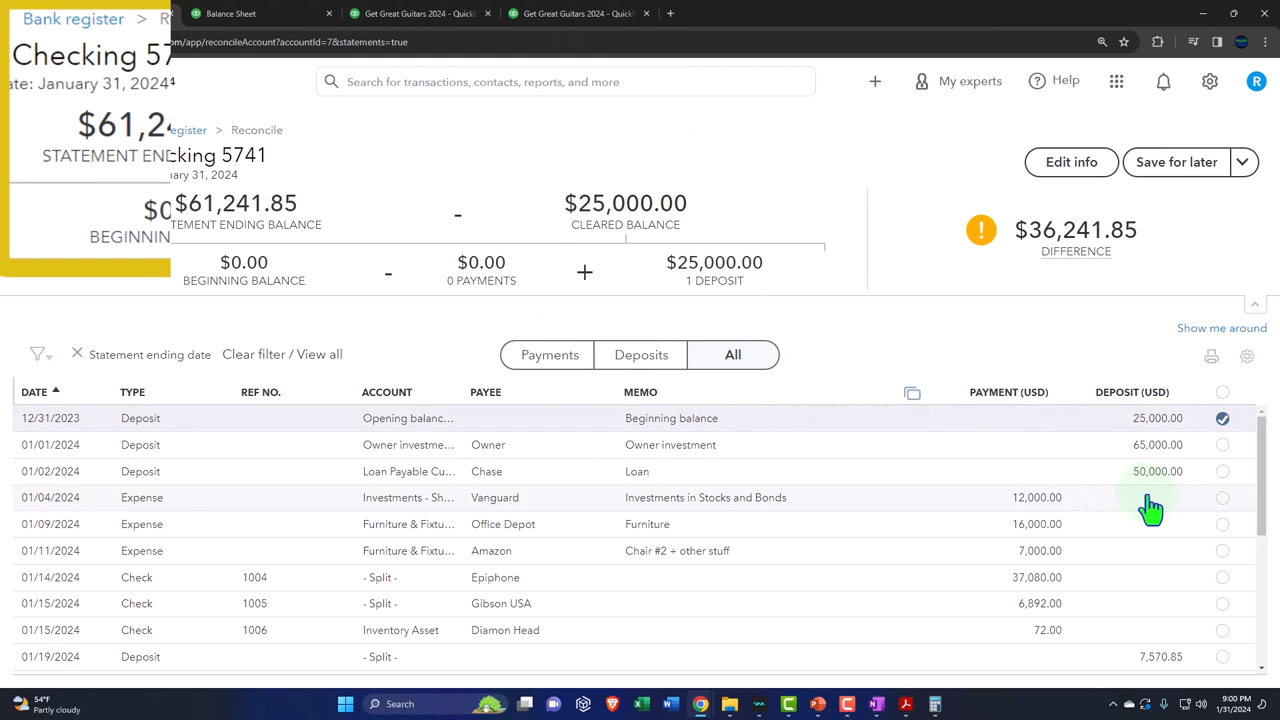 Balance Sheet
Get Great Guitars 2024 - QuickB
Get Great Guitars 2024 - QuickB
.com/app/reconcileAccount?accountId=7&statements=true
Bank register > R
Checking 57
ate: January 31, 2024
$61,24
STATEMENT END
$0
BEGINNIN
Search for transactions, contacts, reports, and more
My experts
Help
R
egister > Reconcile
cking 5741
ary 31, 2024
Edit info
Save for later
$61,241.85
TEMENT ENDING BALANCE
-
$25,000.00
CLEARED BALANCE
! $36,241.85
DIFFERENCE
$0.00
BEGINNING BALANCE
-
$0.00
0 PAYMENTS
+
$25,000.00
1 DEPOSIT
Show me around
Statement ending date Clear filter / View all
Payments Deposits All
DATE TYPE REF NO. ACCOUNT PAYEE MEMO PAYMENT (USD) DEPOSIT (USD)
12/31/2023 Deposit Opening balanc... Beginning balance 25,000.00
01/01/2024 Deposit Owner investme... Owner Owner investment 65,000.00
01/02/2024 Deposit Loan Payable Cu... Chase Loan 50,000.00
01/04/2024 Expense Investments - Sh... Vanguard Investments in Stocks and Bonds 12,000.00
01/09/2024 Expense Furniture & Fixtu... Office Depot Furniture 16,000.00
01/11/2024 Expense Furniture & Fixtu... Amazon Chair #2 + other stuff 7,000.00
01/14/2024 Check 1004 - Split - Epiphone 37,080.00
01/15/2024 Check 1005 - Split - Gibson USA 6,892.00
01/15/2024 Check 1006 Inventory Asset Diamon Head 72.00
01/19/2024 Deposit - Split - 7,570.85
54°F
Partly cloudy
Search
9:00 PM
1/31/2024